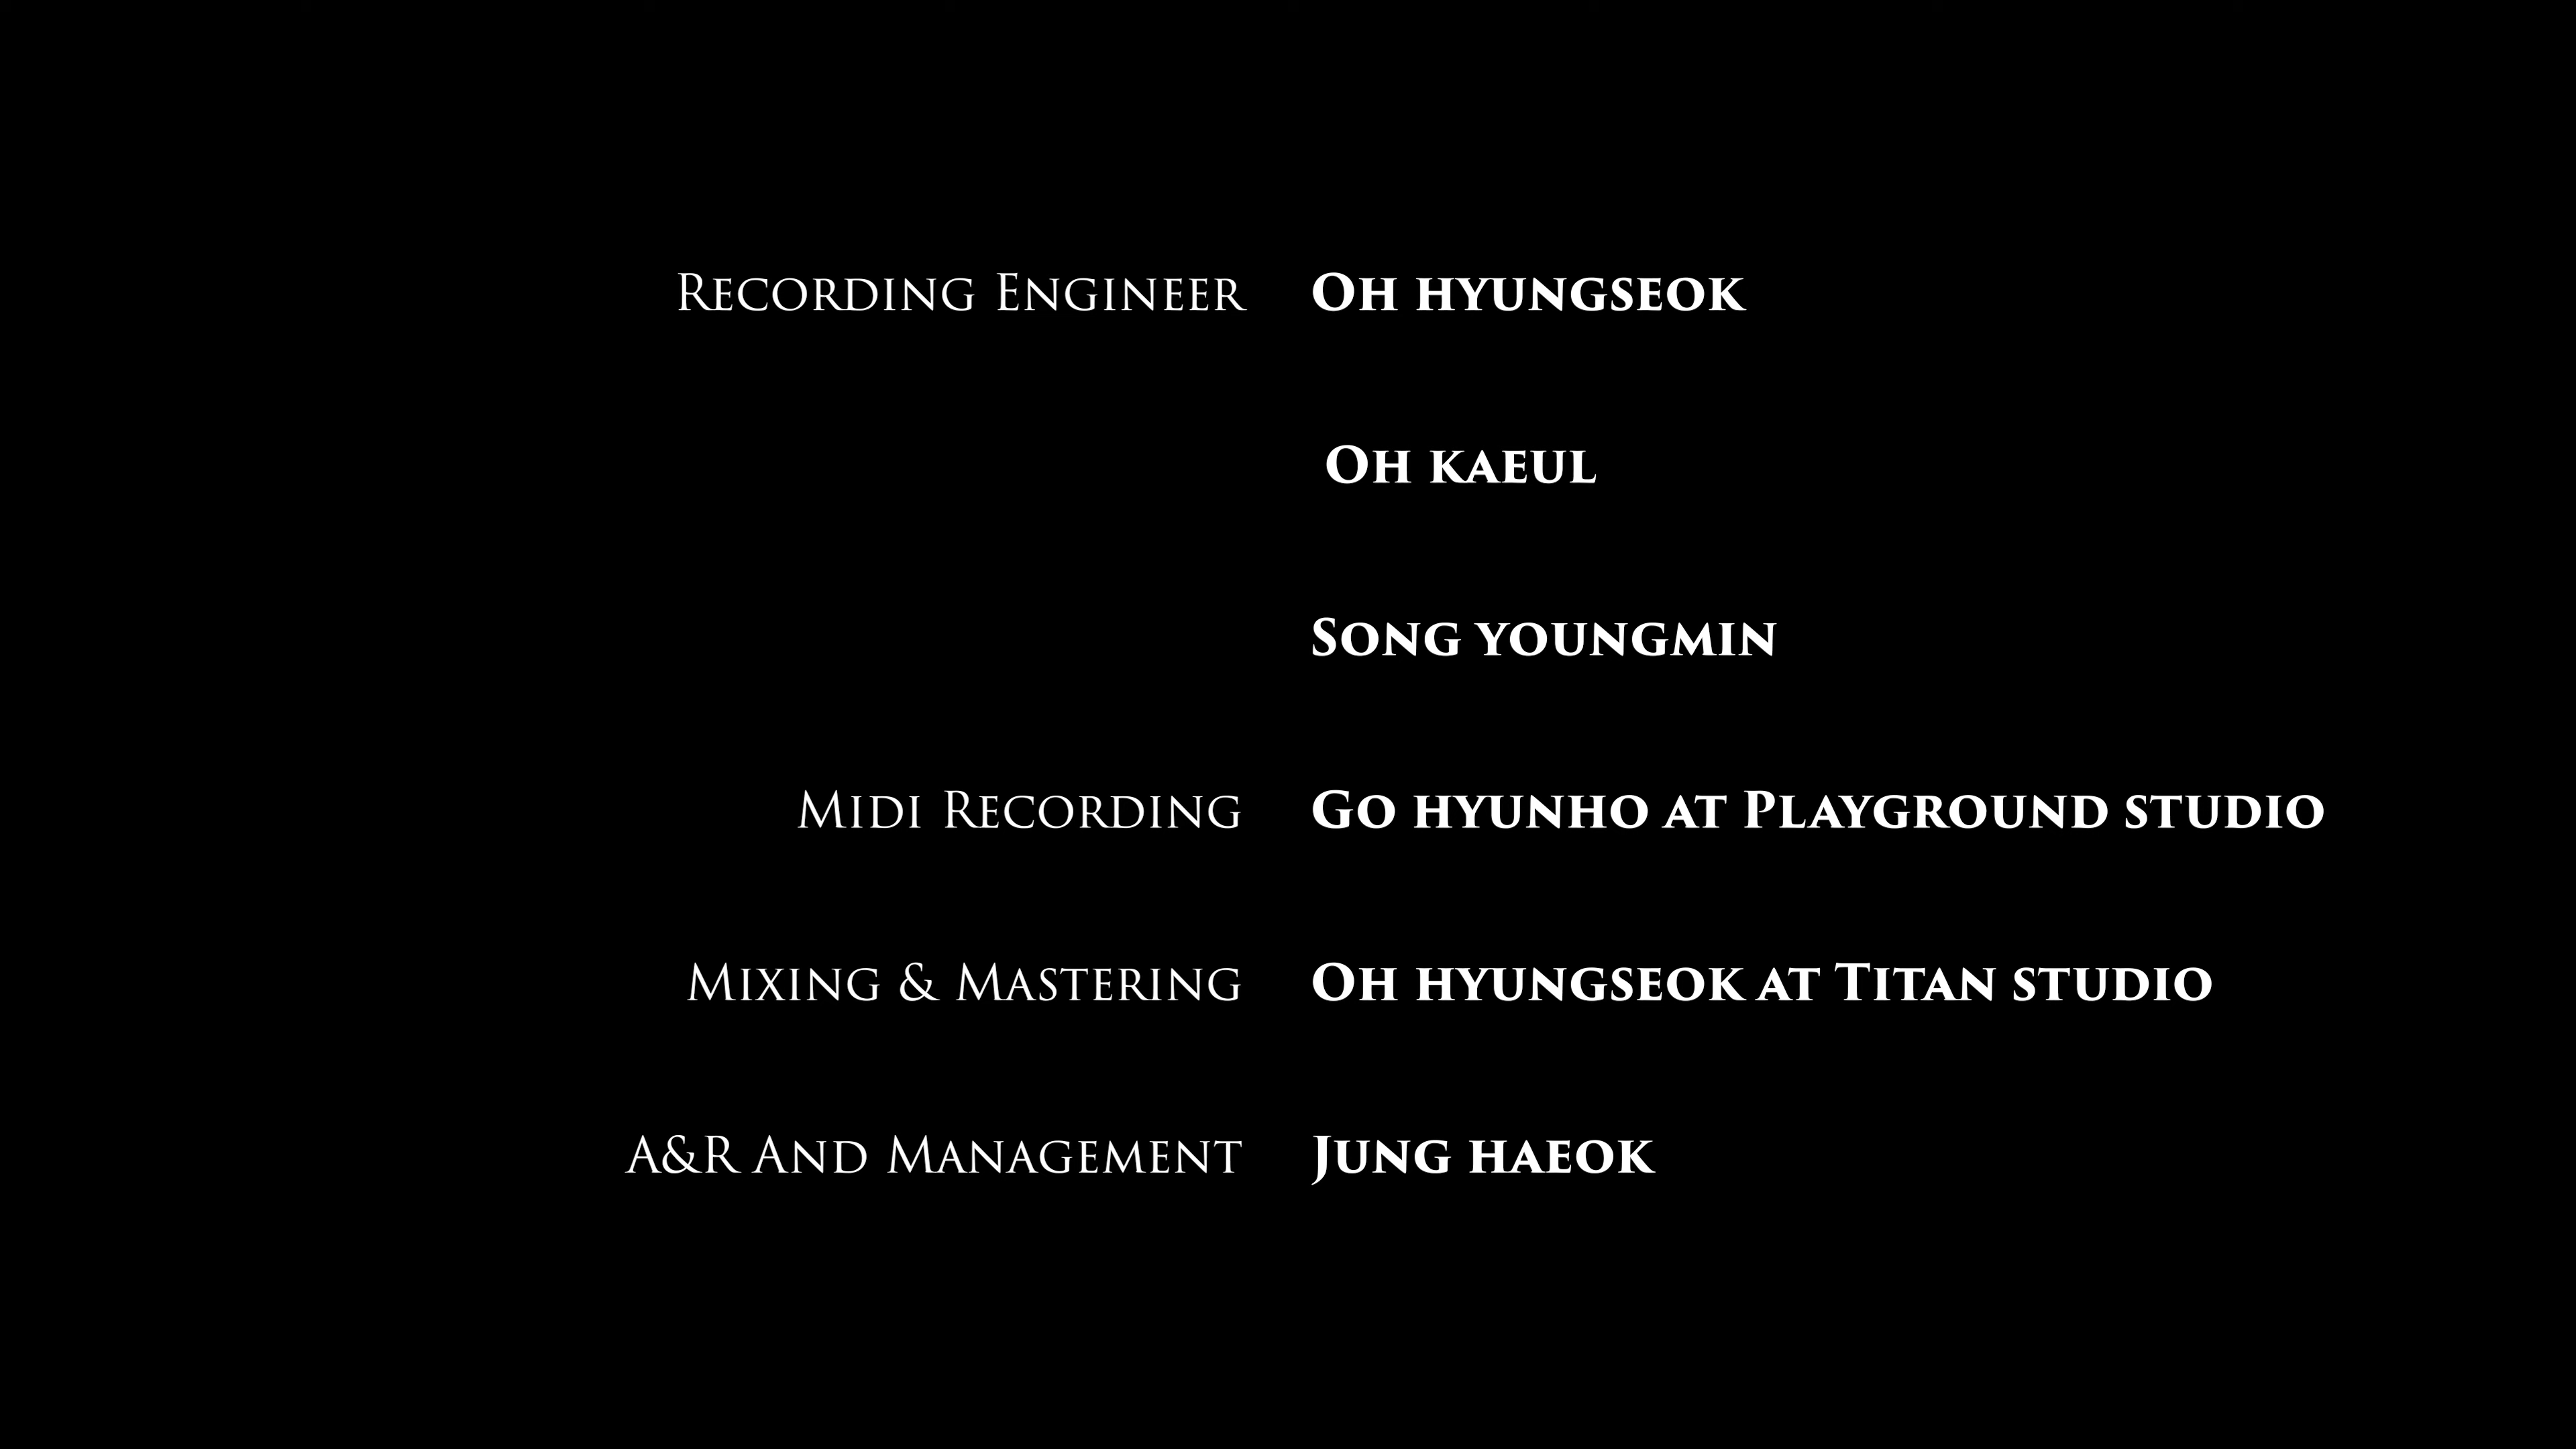 Recording Engineer Oh hyungseok
Oh kaeul
Song youngmin
Midi Recording Go hyunho at Playground studio
Mixing & Mastering Oh hyungseok at Titan studio
A&R And Management Jung haeok